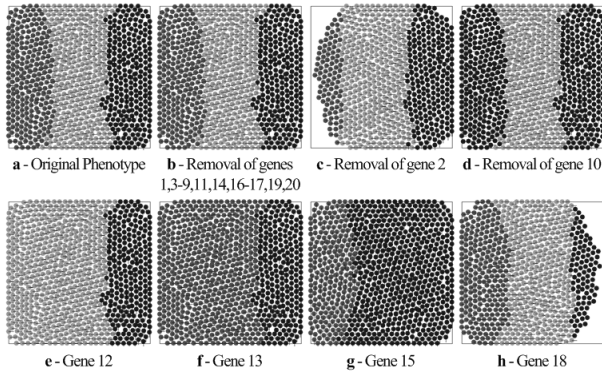 a - Original Phenotype
b - Removal of genes
1,3-9,11,14,16-17,19,20
c - Removal of gene 2
d - Removal of gene 10
e - Gene 12
f - Gene 13
g - Gene 15
h - Gene 18